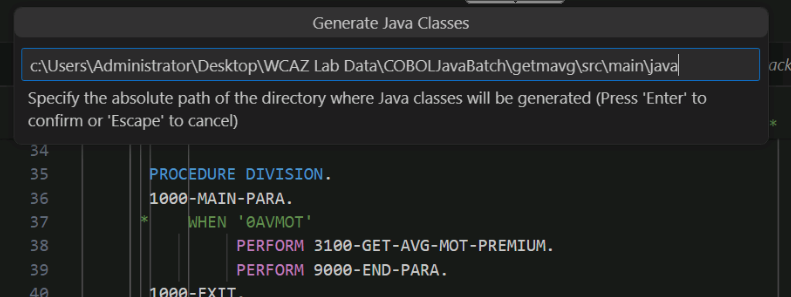 Generate Java Classes
c:\Users\Administrator\Desktop\WCAZ Lab Data\COBOLJavaBatch\getmavg\src\main\java
ack
Specify the absolute path of the directory where Java classes will be generated (Press 'Enter' to
confirm or 'Escape' to cancel)
*
34
35 PROCEDURE DIVISION.
36 1000-MAIN-PARA.
37 * WHEN '0AVMOT'
38 PERFORM 3100-GET-AVG-MOT-PREMIUM.
39 PERFORM 9000-END-PARA.
40 1000-EXIT.